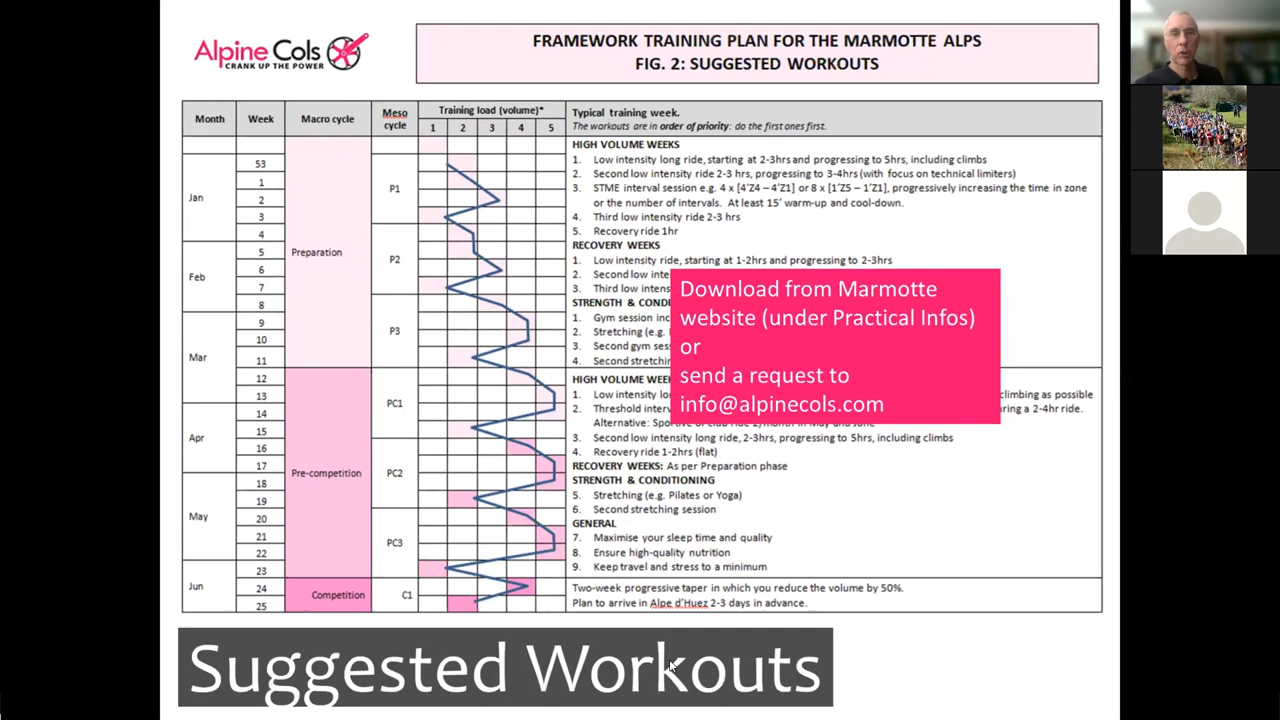 Alpine Cols
CRANK UP THE POWER
FRAMEWORK TRAINING PLAN FOR THE MARMOTTE ALPS
FIG. 2: SUGGESTED WORKOUTS
Month Week Macro cycle Meso cycle Training load (volume)* Typical training week.
1 2 3 4 5 The workouts are in order of priority: do the first ones first.
Jan
Feb
Mar
Apr
May
Jun
53
1
2
3
4
5
6
7
8
9
10
11
12
13
14
15
16
17
18
19
20
21
22
23
24
25
Preparation
Pre-competition
Competition
P1
P2
P3
PC1
PC2
PC3
C1
HIGH VOLUME WEEKS
1. Low intensity long ride, starting at 2-3hrs and progressing to 5hrs, including climbs
2. Second low intensity ride 2-3 hrs, progressing to 3-4hrs (with focus on technical limiters)
3. STME interval session e.g. 4 x [4'Z4 – 4'Z1] or 8 x [1'Z5 – 1'Z1], progressively increasing the time in zone
or the number of intervals. At least 15' warm-up and cool-down.
4. Third low intensity ride 2-3 hrs
5. Recovery ride 1hr
RECOVERY WEEKS
1. Low intensity ride, starting at 1-2hrs and progressing to 2-3hrs
2. Second low inte
3. Third low intens
STRENGTH & CONDI
1. Gym session inc
2. Stretching (e.g.
3. Second gym ses
4. Second stretchin
HIGH VOLUME WEE
1. Low intensity lo climbing as possible
2. Threshold interv ring a 2-4hr ride.
Alternative:
3. Second low intensity long ride, 2-3hrs, progressing to 5hrs, including climbs
4. Recovery ride 1-2hrs (flat)
RECOVERY WEEKS: As per Preparation phase
STRENGTH & CONDITIONING
5. Stretching (e.g. Pilates or Yoga)
6. Second stretching session
GENERAL
7. Maximise your sleep time and quality
8. Ensure high-quality nutrition
9. Keep travel and stress to a minimum
Two-week progressive taper in which you reduce the volume by 50%.
Plan to arrive in Alpe d'Huez 2-3 days in advance.
Download from Marmotte
website (under Practical Infos)
or
send a request to
info@alpinecols.com
Suggested Workouts